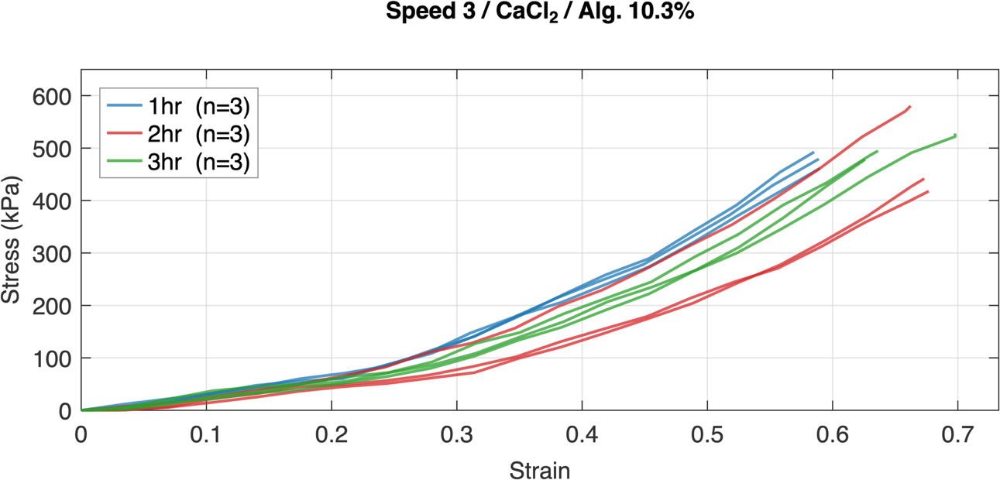 Speed 3 / CaCl₂ / Alg. 10.3%
600
500
400
300
200
100
0
Stress (kPa)
1hr (n=3)
2hr (n=3)
3hr (n=3)
0 0.1 0.2 0.3 0.4 0.5 0.6 0.7
Strain